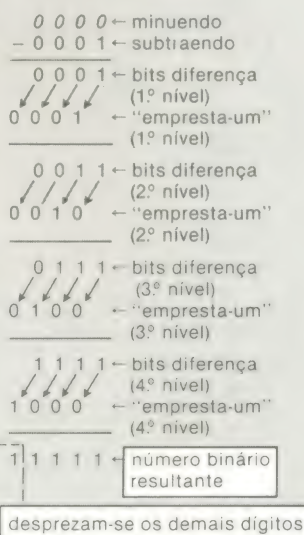 0 0 0 0 ← minuendo
− 0 0 0 1 ← subtraendo
0 0 0 1 ← bits diferença
(1.º nível)
0 0 0 1 ← "empresta-um"
(1.º nível)
0 0 1 1 ← bits diferença
(2.º nível)
0 0 1 0 ← "empresta-um"
(2.º nível)
0 1 1 1 ← bits diferença
(3.º nível)
0 1 0 0 ← "empresta-um"
(3.º nível)
1 1 1 1 ← bits diferença
(4.º nível)
1 0 0 0 ← "empresta-um"
(4.º nível)
1 1 1 1 1 ← número binário
resultante
desprezam-se os demais dígitos